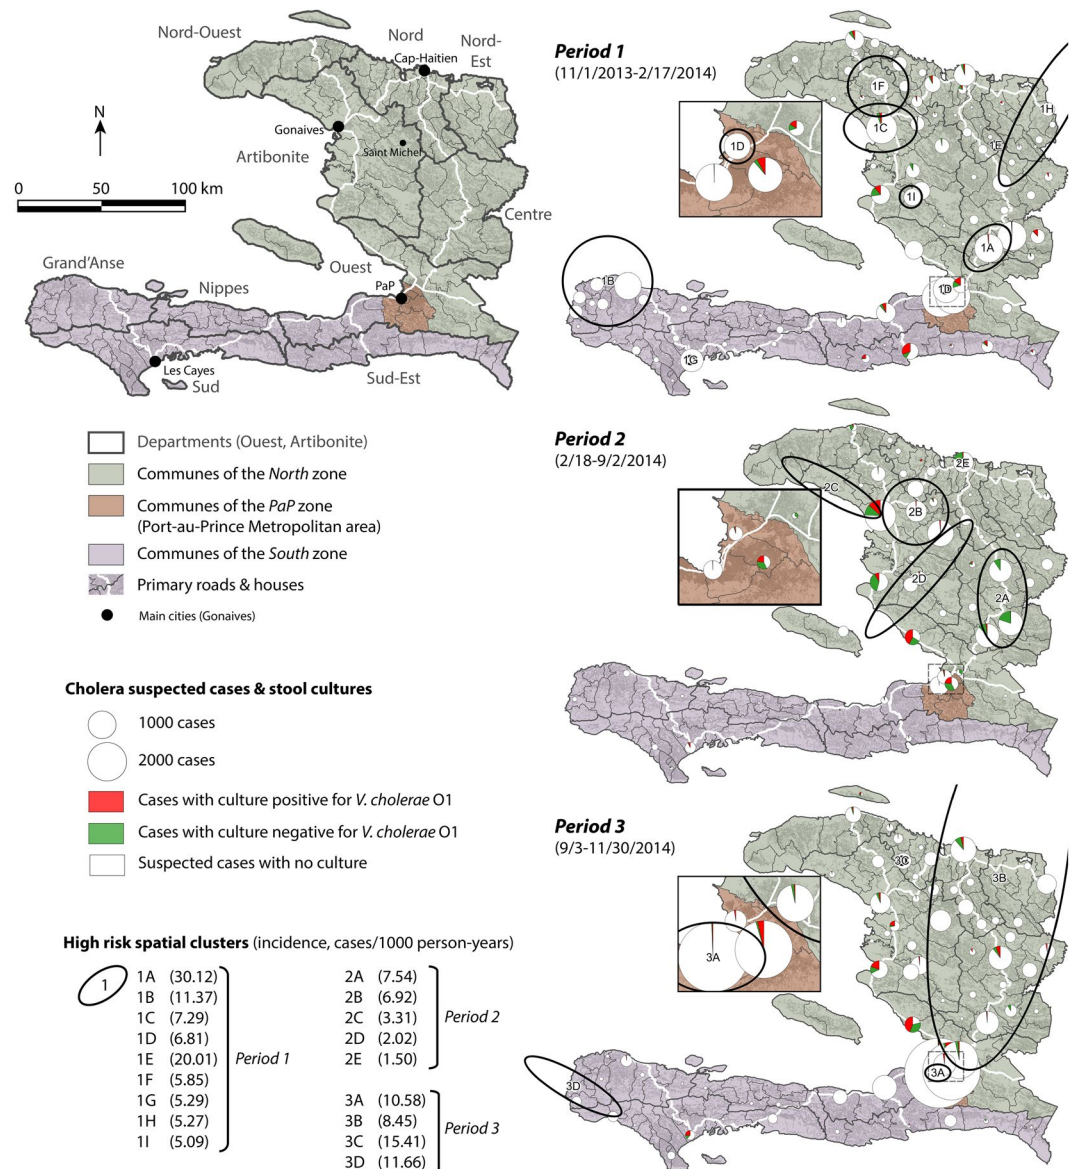 Nord-Ouest
Nord
Nord-
Est
Cap-Haitien
N
Gonaives
Saint Michel
Artibonite
0 50 100 km
Centre
Grand'Anse
Ouest
Nippes
PaP
Les Cayes
Sud
Sud-Est
Departments (Ouest, Artibonite)
Communes of the North zone
Communes of the PaP zone
(Port-au-Prince Metropolitan area)
Communes of the South zone
Primary roads & houses
Main cities (Gonaives)
Cholera suspected cases & stool cultures
1000 cases
2000 cases
Cases with culture positive for V. cholerae O1
Cases with culture negative for V. cholerae O1
Suspected cases with no culture
High risk spatial clusters (incidence, cases/1000 person-years)
1
1A (30.12)
1B (11.37)
1C (7.29)
1D (6.81)
1E (20.01)
1F (5.85)
1G (5.29)
1H (5.27)
1I (5.09)
Period 1
2A (7.54)
2B (6.92)
2C (3.31)
2D (2.02)
2E (1.50)
Period 2
3A (10.58)
3B (8.45)
3C (15.41)
3D (11.66)
Period 3
Period 1
(11/1/2013-2/17/2014)
1F
1H
1C
1D
1E
1I
1A
1B
1D
1G
Period 2
(2/18-9/2/2014)
2E
2C
2B
2D
2A
Period 3
(9/3-11/30/2014)
3C
3B
3A
3A
3D